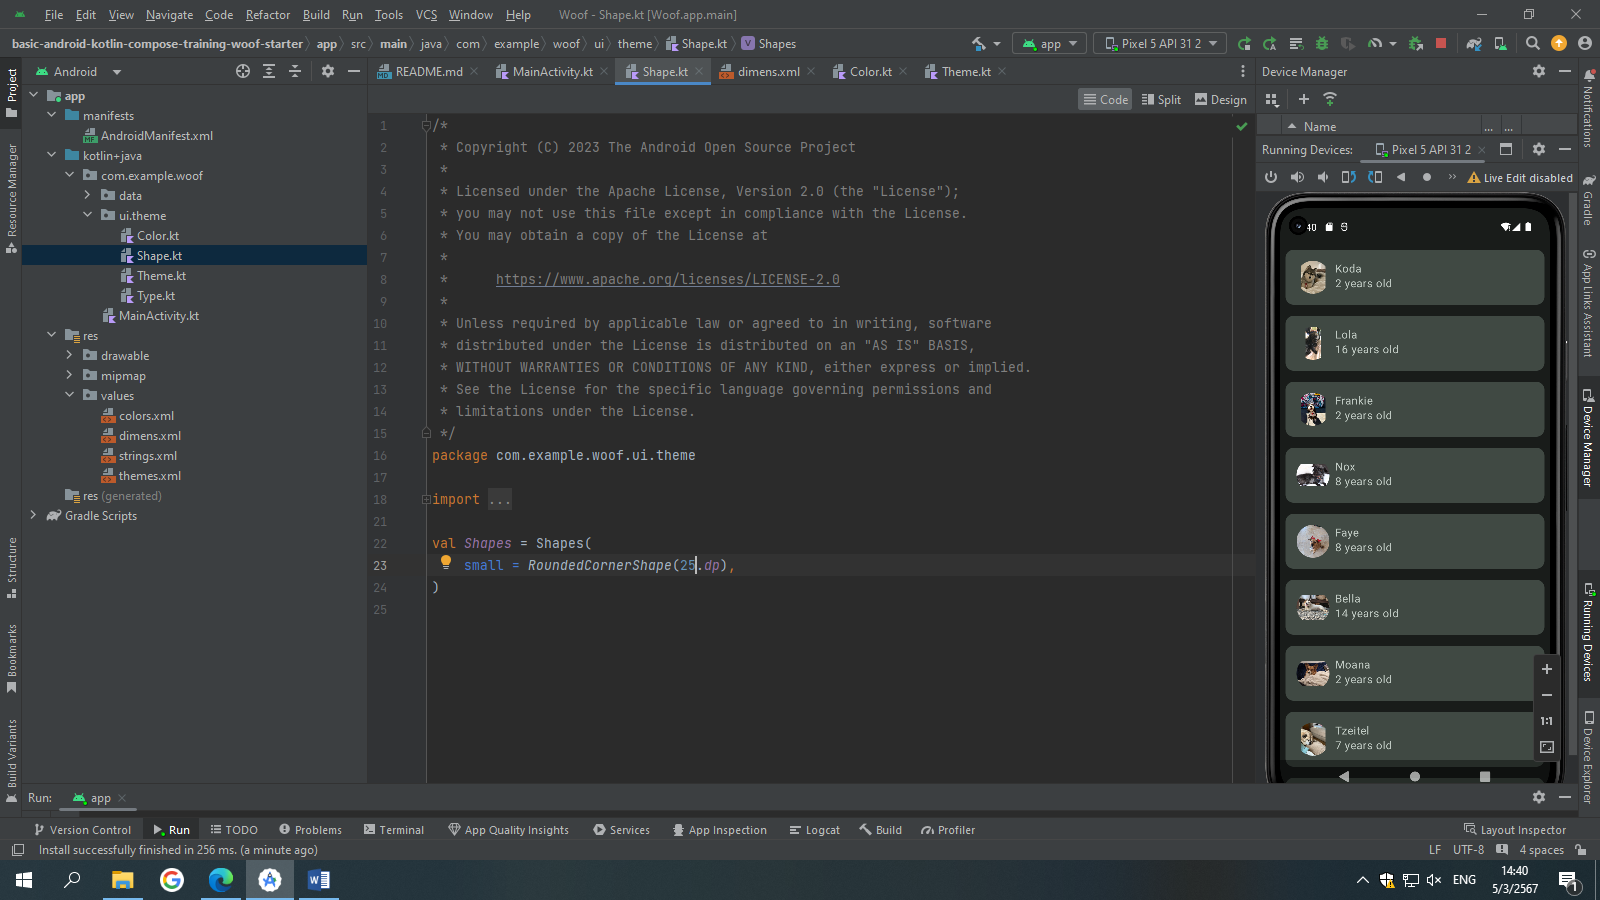 File Edit View Navigate Code Refactor Build Run Tools VCS Window Help Woof - Shape.kt [Woof.app.main]
basic-android-kotlin-compose-training-woof-starter app src main java com example woof ui theme Shape.kt Shapes
app
Pixel 5 API 31 2
Android
README.md MainActivity.kt Shape.kt dimens.xml Color.kt Theme.kt
Code Split Design
Project
Resource Manager
Structure
Bookmarks
Build Variants
app
manifests
AndroidManifest.xml
kotlin+java
com.example.woof
data
ui.theme
Color.kt
Shape.kt
Theme.kt
Type.kt
MainActivity.kt
res
drawable
mipmap
values
colors.xml
dimens.xml
strings.xml
themes.xml
res (generated)
Gradle Scripts
1 /*
2 * Copyright (C) 2023 The Android Open Source Project
3 *
4 * Licensed under the Apache License, Version 2.0 (the "License");
5 * you may not use this file except in compliance with the License.
6 * You may obtain a copy of the License at
7 *
8 * https://www.apache.org/licenses/LICENSE-2.0
9 *
10 * Unless required by applicable law or agreed to in writing, software
11 * distributed under the License is distributed on an "AS IS" BASIS,
12 * WITHOUT WARRANTIES OR CONDITIONS OF ANY KIND, either express or implied.
13 * See the License for the specific language governing permissions and
14 * limitations under the License.
15 */
16 package com.example.woof.ui.theme
17
18 import ...
21
22 val Shapes = Shapes(
23 small = RoundedCornerShape(25.dp),
24 )
25
Device Manager
Name ... ...
Running Devices: Pixel 5 API 31 2
Live Edit disabled
40
Koda
2 years old
Lola
16 years old
Frankie
2 years old
Nox
8 years old
Faye
8 years old
Bella
14 years old
Moana
2 years old
Tzeitel
7 years old
1:1
Notifications
Gradle
App Links Assistant
Device Manager
Running Devices
Device Explorer
Run: app
Version Control Run TODO Problems Terminal App Quality Insights Services App Inspection Logcat Build Profiler Layout Inspector
Install successfully finished in 256 ms. (a minute ago) LF UTF-8 4 spaces
ENG
14:40
5/3/2567
1